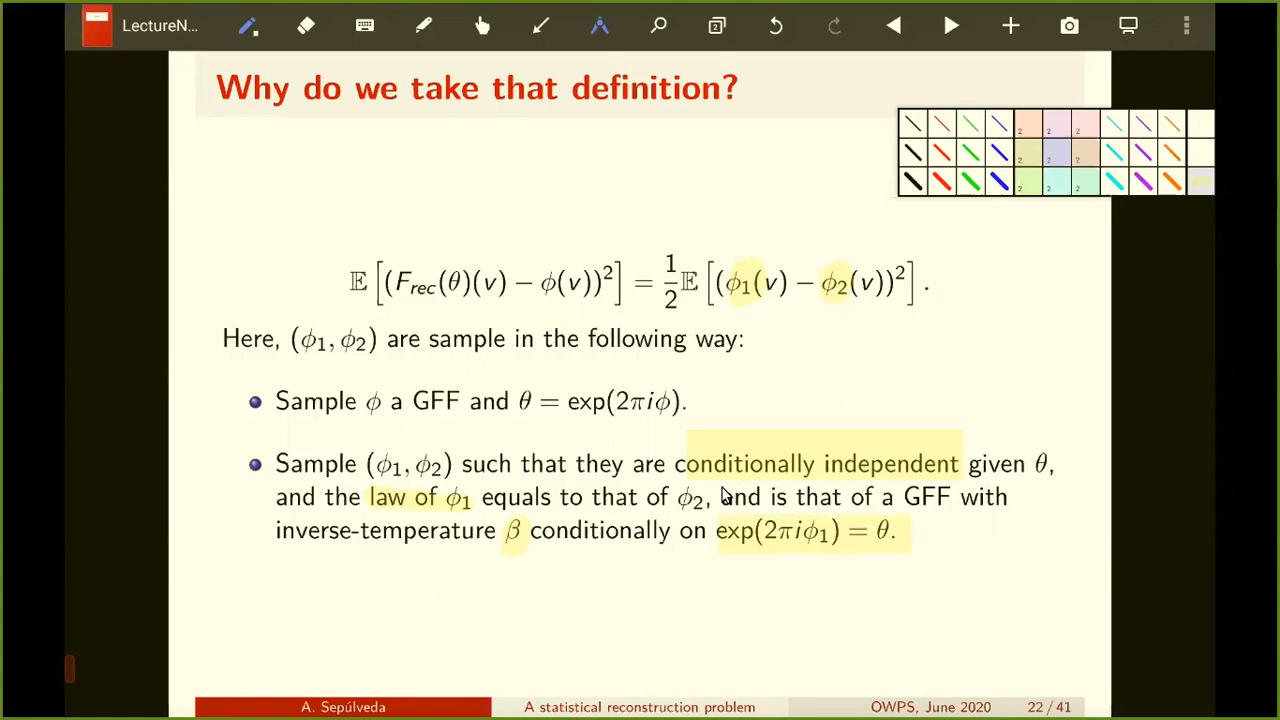 LectureN...
Why do we take that definition?
𝔼[(F_rec(θ)(v) − ϕ(v))²] = 1/2 𝔼[(ϕ₁(v) − ϕ₂(v))²].
Here, (ϕ₁, ϕ₂) are sample in the following way:
Sample ϕ a GFF and θ = exp(2πiϕ).
Sample (ϕ₁, ϕ₂) such that they are conditionally independent given θ,
and the law of ϕ₁ equals to that of ϕ₂, and is that of a GFF with
inverse-temperature β conditionally on exp(2πiϕ₁) = θ.
A. Sepúlveda A statistical reconstruction problem OWPS, June 2020 22 / 41